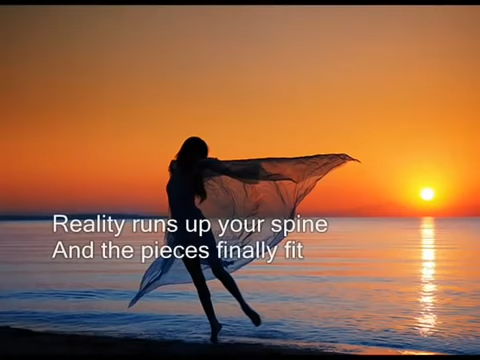 Reality runs up your spine
And the pieces finally fit